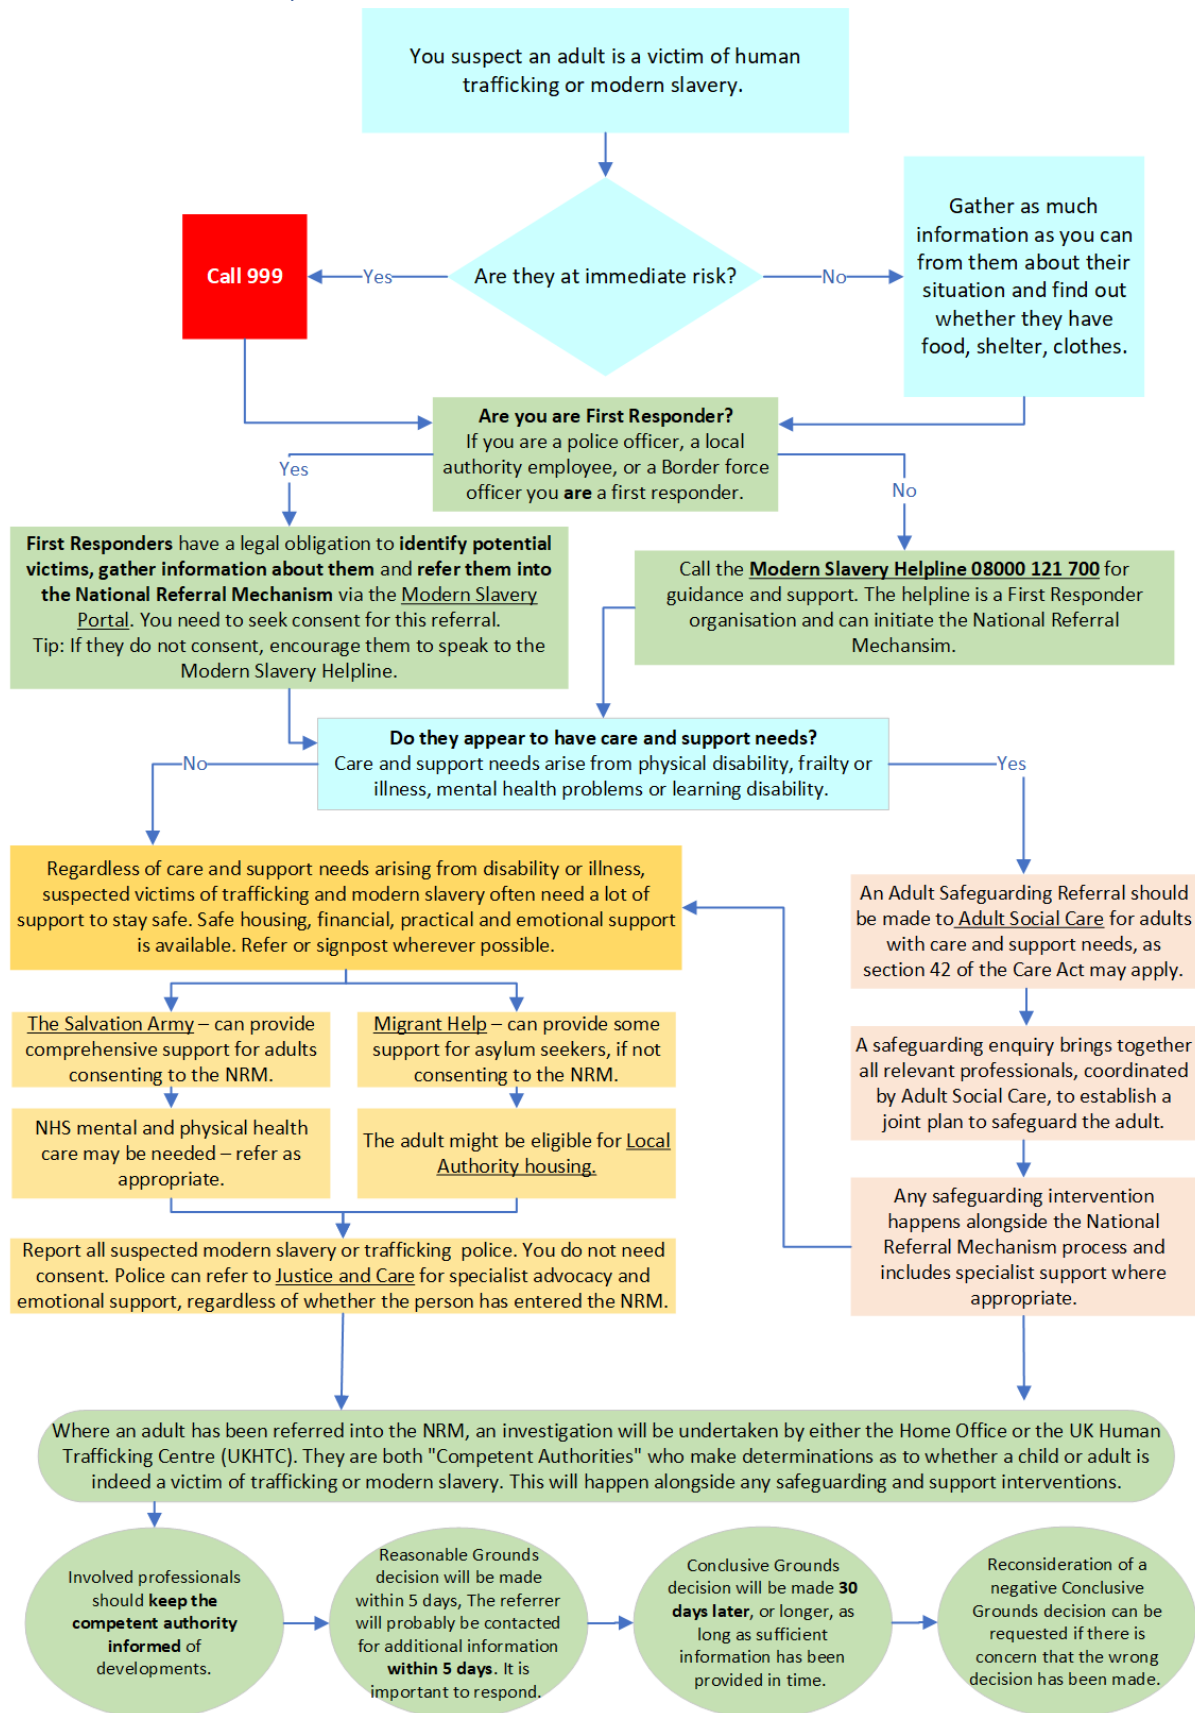 You suspect an adult is a victim of human
trafficking or modern slavery.
Call 999
Yes
Are they at immediate risk?
No
Gather as much
information as you can
from them about their
situation and find out
whether they have
food, shelter, clothes.
Are you are First Responder?
If you are a police officer, a local
authority employee, or a Border force
officer you are a first responder.
Yes
No
First Responders have a legal obligation to identify potential
victims, gather information about them and refer them into
the National Referral Mechanism via the Modern Slavery
Portal. You need to seek consent for this referral.
Tip: If they do not consent, encourage them to speak to the
Modern Slavery Helpline.
Call the Modern Slavery Helpline 08000 121 700 for
guidance and support. The helpline is a First Responder
organisation and can initiate the National Referral
Mechansim.
Do they appear to have care and support needs?
Care and support needs arise from physical disability, frailty or
illness, mental health problems or learning disability.
No
Yes
Regardless of care and support needs arising from disability or illness,
suspected victims of trafficking and modern slavery often need a lot of
support to stay safe. Safe housing, financial, practical and emotional support
is available. Refer or signpost wherever possible.
An Adult Safeguarding Referral should
be made to Adult Social Care for adults
with care and support needs, as
section 42 of the Care Act may apply.
The Salvation Army – can provide
comprehensive support for adults
consenting to the NRM.
Migrant Help – can provide some
support for asylum seekers, if not
consenting to the NRM.
A safeguarding enquiry brings together
all relevant professionals, coordinated
by Adult Social Care, to establish a
joint plan to safeguard the adult.
NHS mental and physical health
care may be needed – refer as
appropriate.
The adult might be eligible for Local
Authority housing.
Any safeguarding intervention
happens alongside the National
Referral Mechanism process and
includes specialist support where
appropriate.
Report all suspected modern slavery or trafficking police. You do not need
consent. Police can refer to Justice and Care for specialist advocacy and
emotional support, regardless of whether the person has entered the NRM.
Where an adult has been referred into the NRM, an investigation will be undertaken by either the Home Office or the UK Human
Trafficking Centre (UKHTC). They are both "Competent Authorities" who make determinations as to whether a child or adult is
indeed a victim of trafficking or modern slavery. This will happen alongside any safeguarding and support interventions.
Involved professionals
should keep the
competent authority
informed of
developments.
Reasonable Grounds
decision will be made
within 5 days, The referrer
will probably be contacted
for additional information
within 5 days. It is
important to respond.
Conclusive Grounds
decision will be made 30
days later, or longer, as
long as sufficient
information has been
provided in time.
Reconsideration of a
negative Conclusive
Grounds decision can be
requested if there is
concern that the wrong
decision has been made.